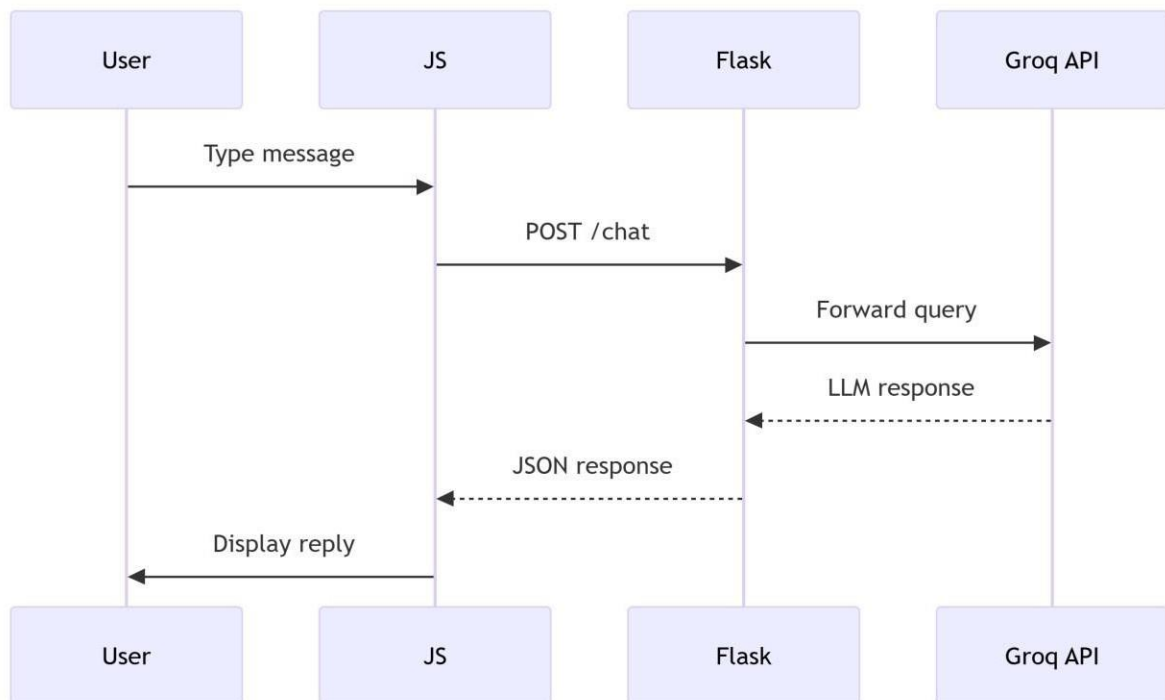 User
JS
Flask
Groq API
Type message
POST /chat
Forward query
LLM response
JSON response
Display reply
User
JS
Flask
Groq API